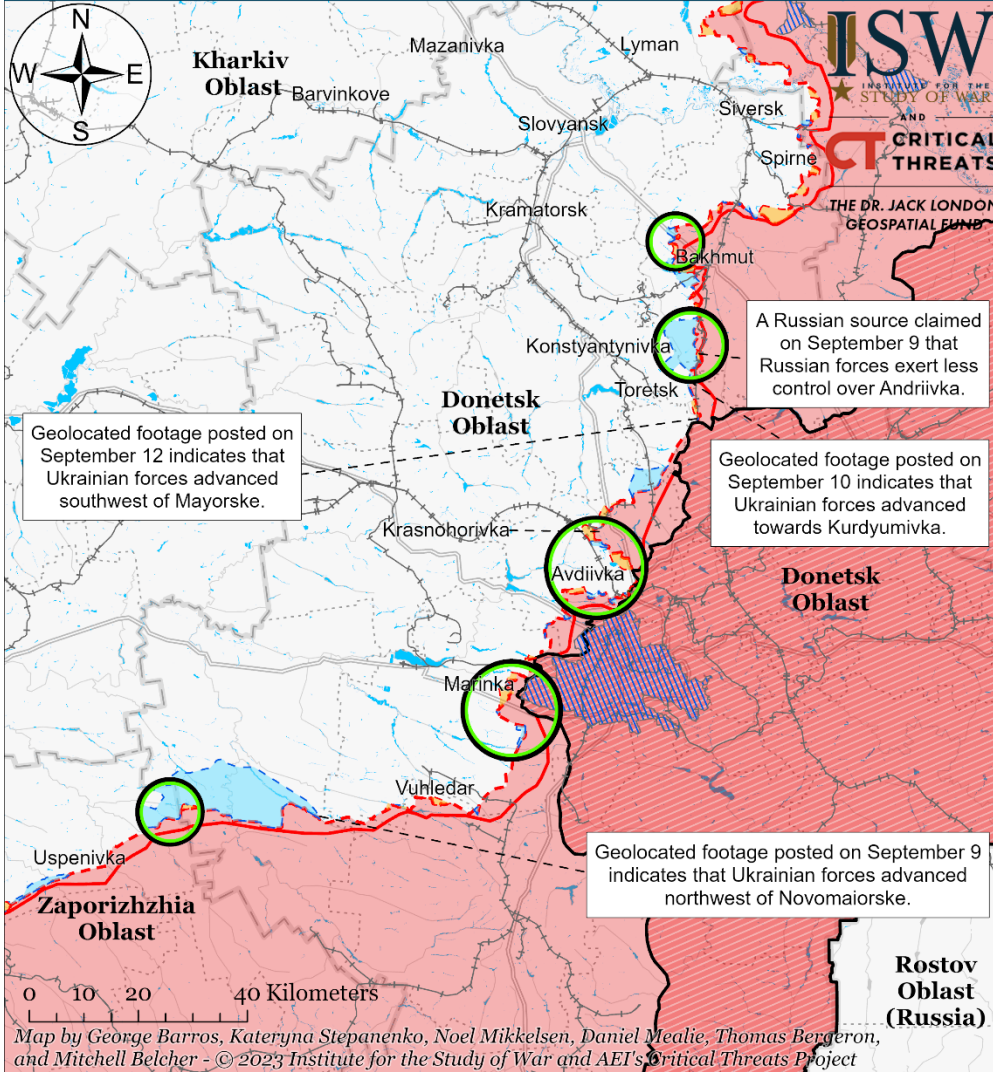 N
W
E
S
Kharkiv
Oblast
Mazanivka
Lyman
Barvinkove
Slovyansk
Siversk
Spirne
Kramatorsk
Bakhmut
ISW
INSTITUTE FOR THE
STUDY OF WAR
AND
CT
CRITICAL
THREATS
THE DR. JACK LONDON
GEOSPATIAL FUND
A Russian source claimed
on September 9 that
Russian forces exert less
control over Andriivka.
Konstyantynivka
Toretsk
Donetsk
Oblast
Geolocated footage posted on
September 12 indicates that
Ukrainian forces advanced
southwest of Mayorske.
Geolocated footage posted on
September 10 indicates that
Ukrainian forces advanced
towards Kurdyumivka.
Krasnohorivka
Avdiivka
Donetsk
Oblast
Marinka
Vuhledar
Uspenivka
Geolocated footage posted on September 9
indicates that Ukrainian forces advanced
northwest of Novomaiorske.
Zaporizhzhia
Oblast
Rostov
Oblast
(Russia)
0 10 20 40 Kilometers
Map by George Barros, Kateryna Stepanenko, Noel Mikkelsen, Daniel Mealie, Thomas Bergeron,
and Mitchell Belcher - © 2023 Institute for the Study of War and AEI's Critical Threats Project